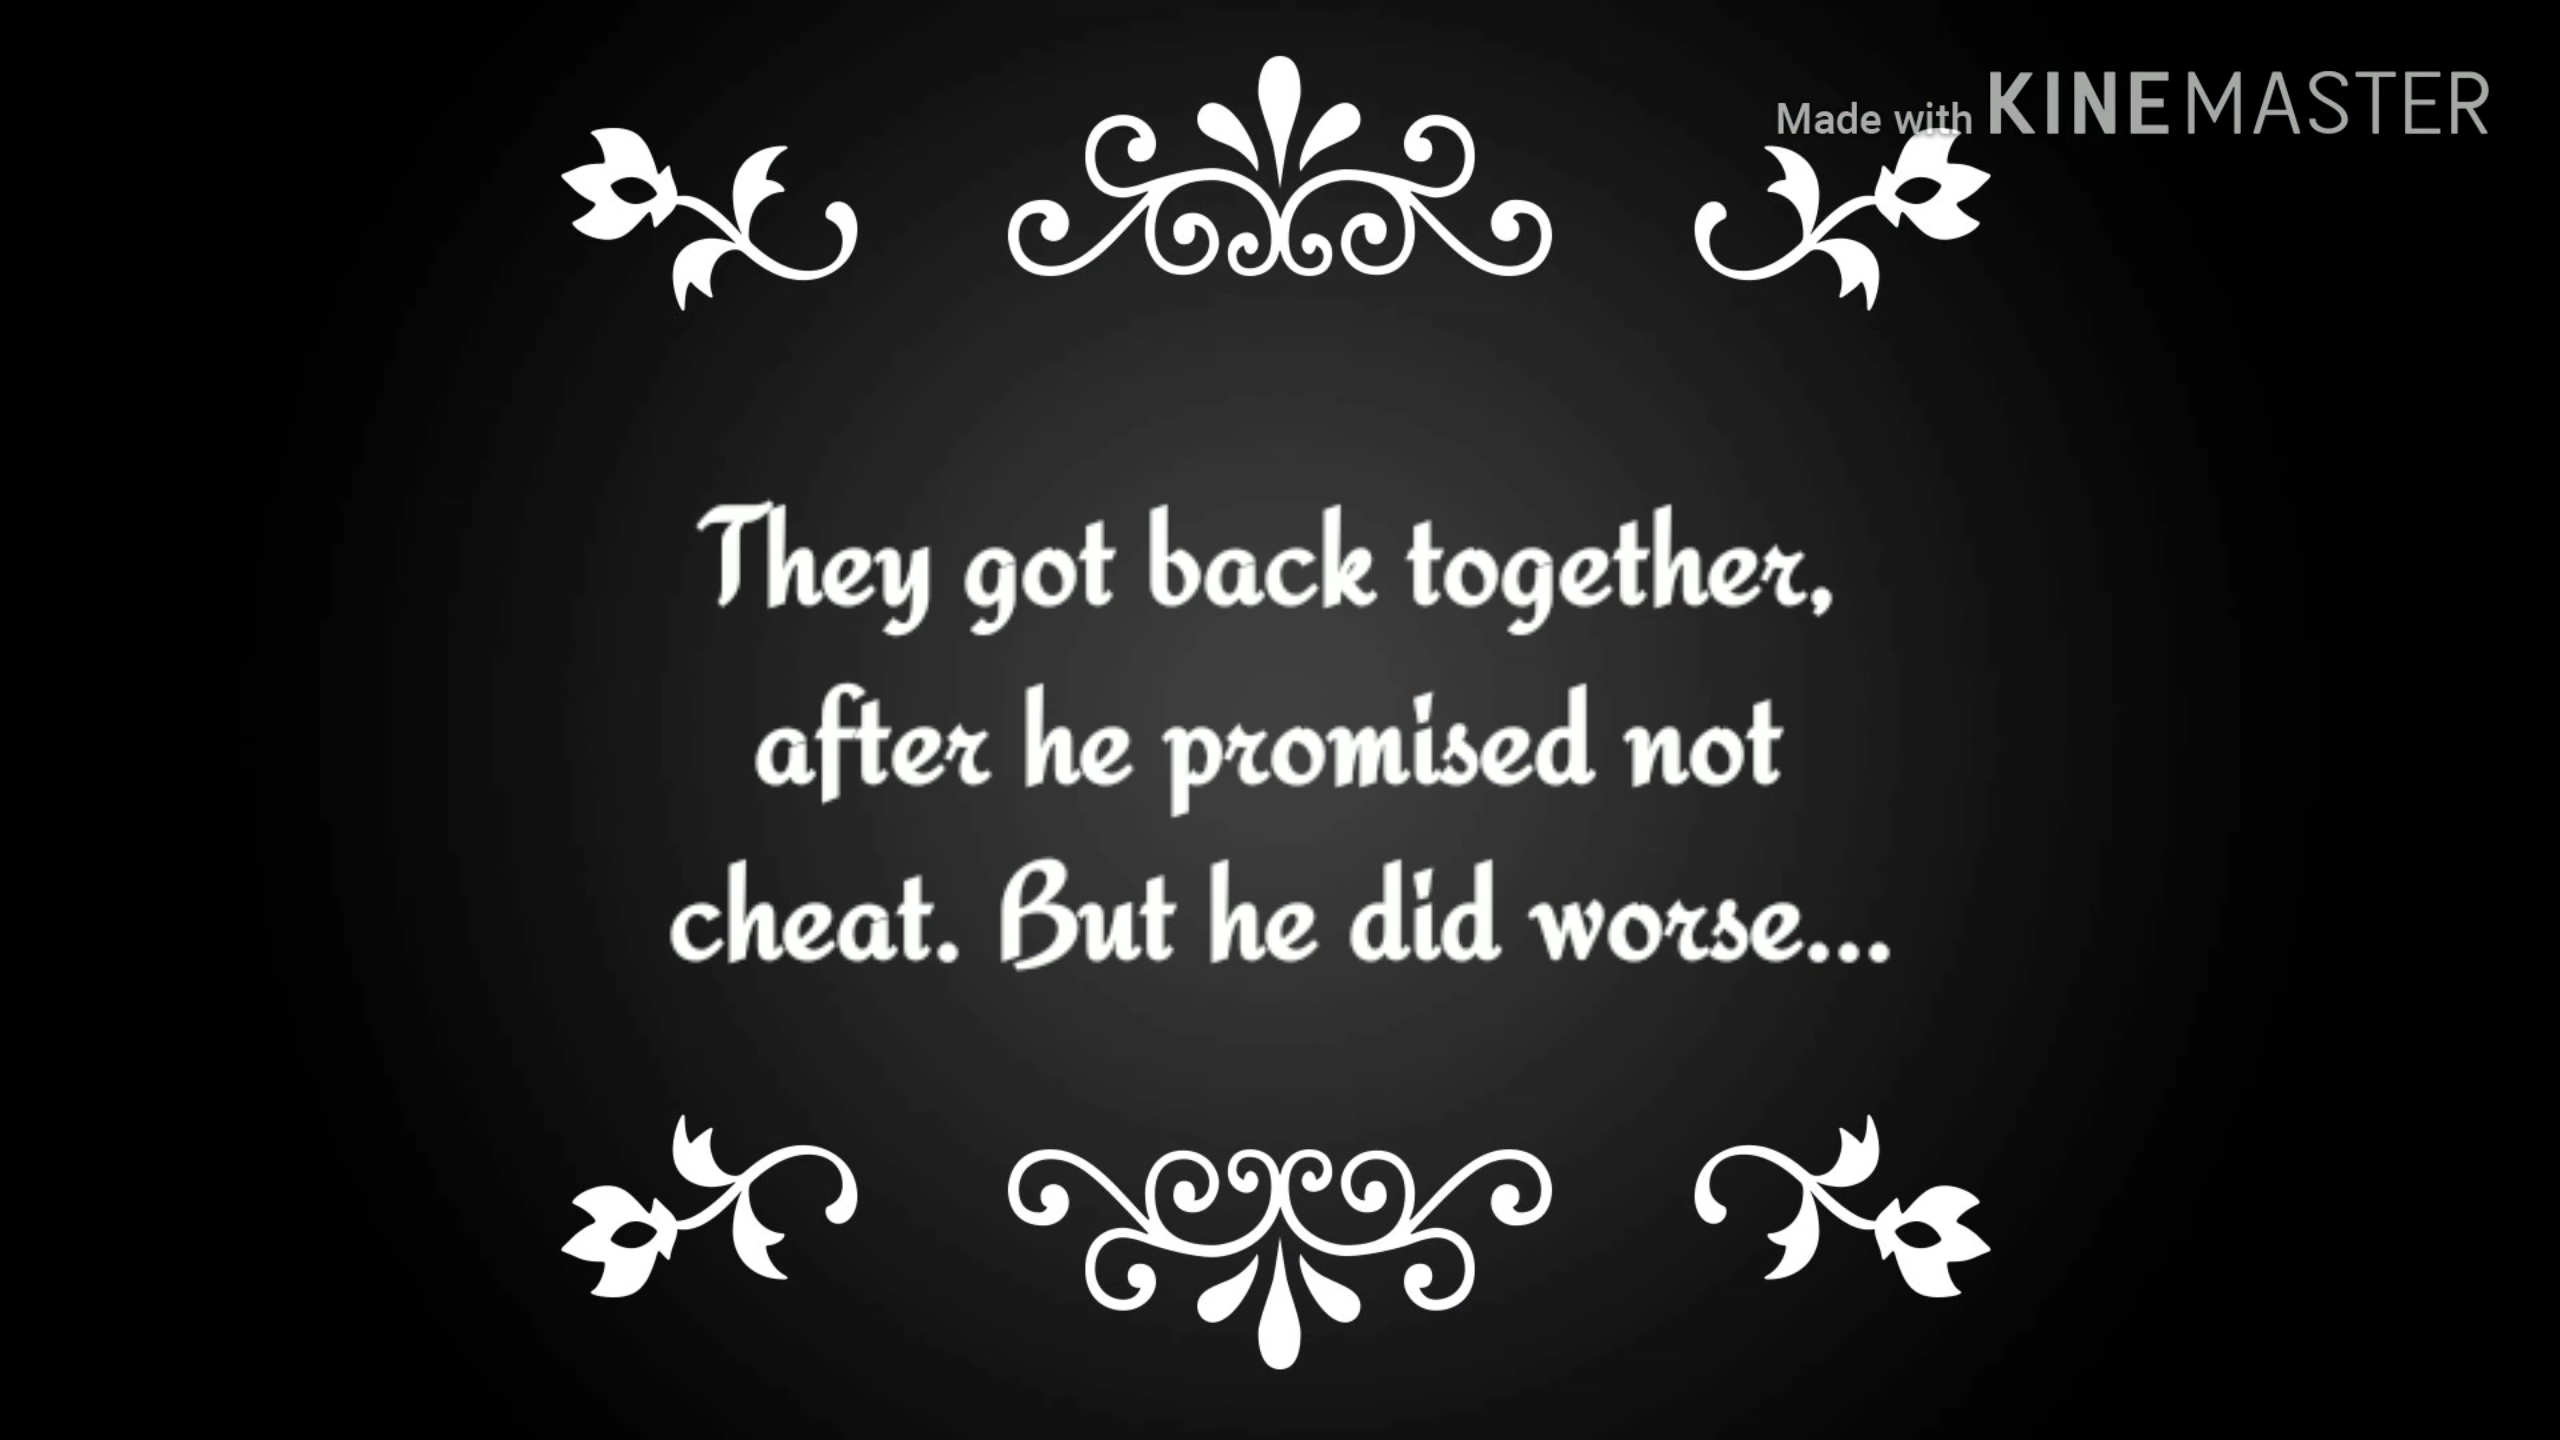 Made with KINEMASTER
They got back together,
after he promised not
cheat. But he did worse...